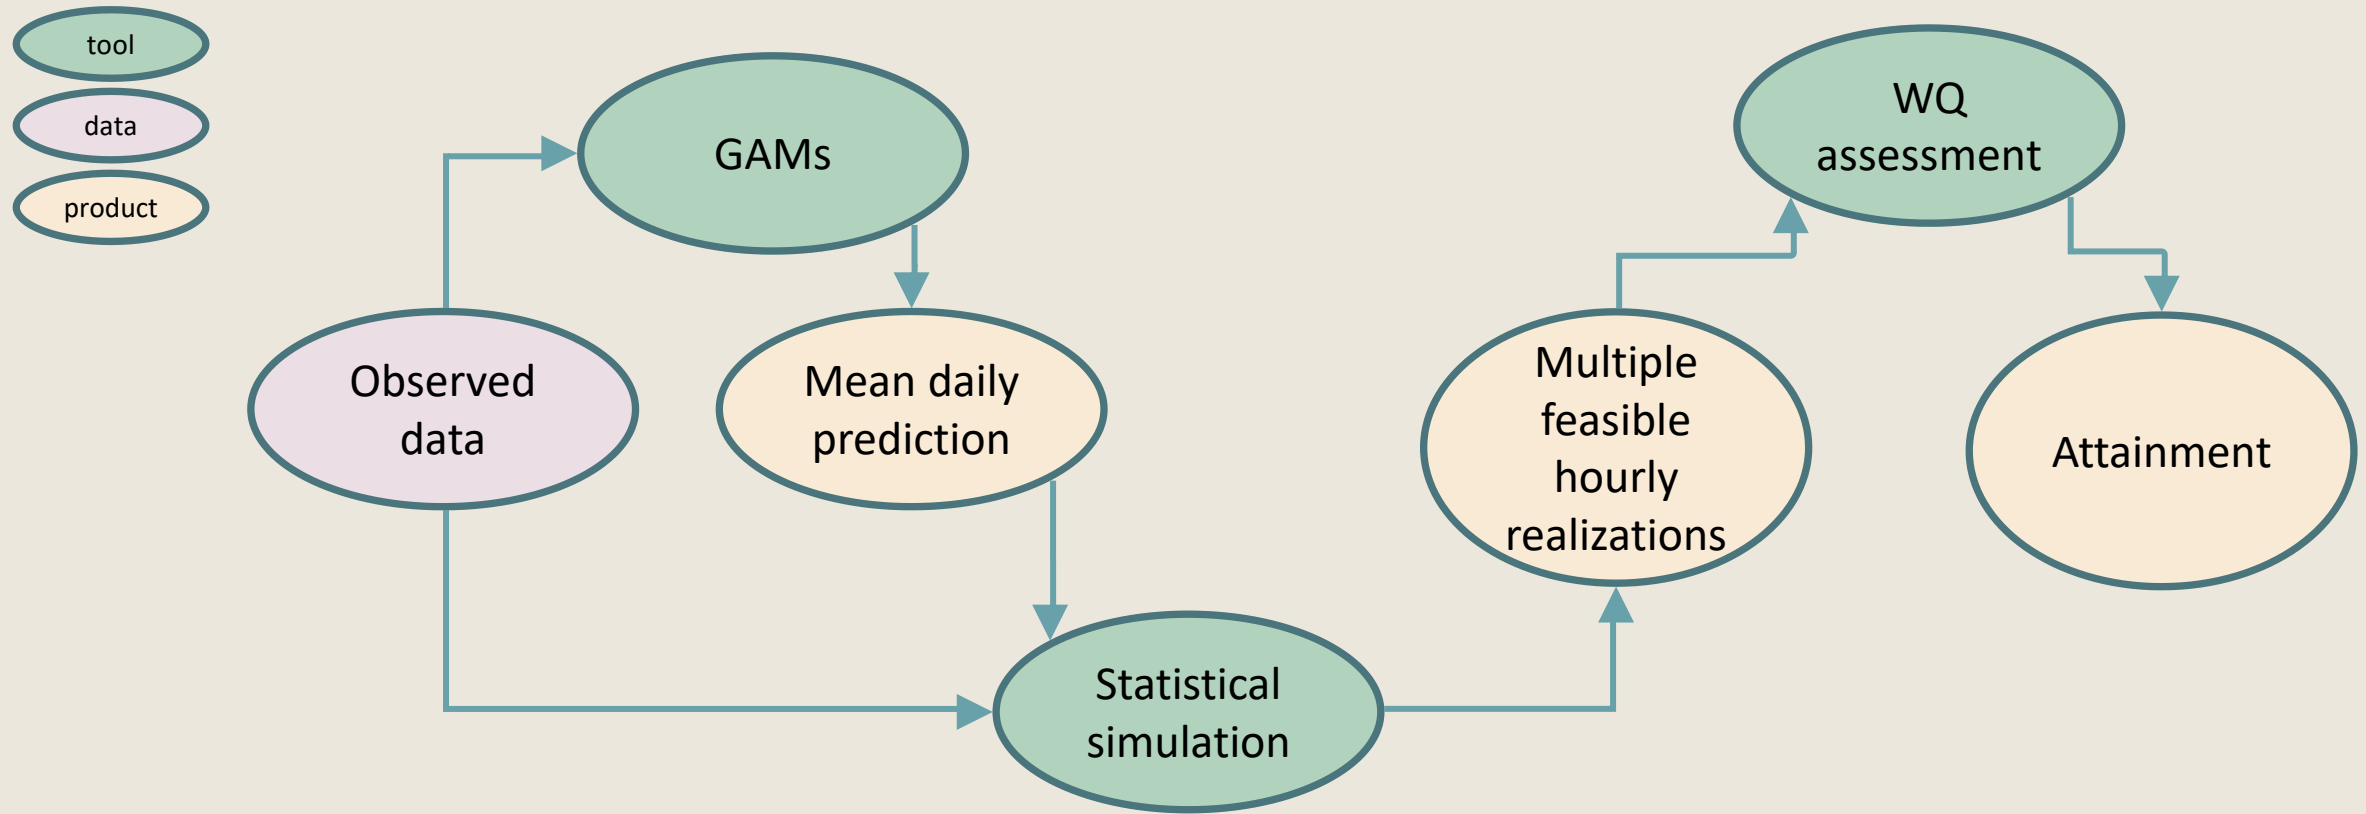 tool
data
product
GAMs
WQ
assessment
Observed
data
Mean daily
prediction
Multiple
feasible
hourly
realizations
Attainment
Statistical
simulation